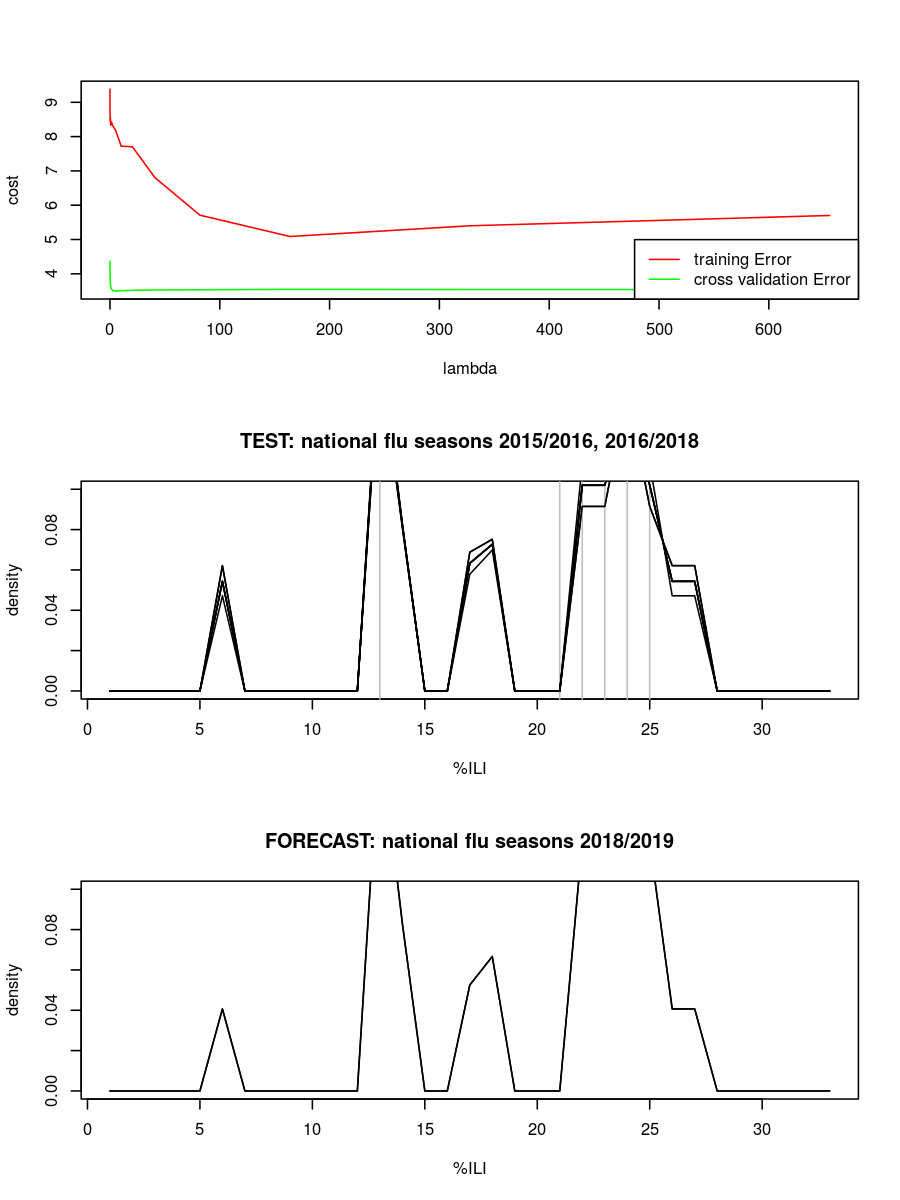 9
8
7
6
5
4
cost
training Error
cross validation Error
0 100 200 300 400 500 600
lambda
TEST: national flu seasons 2015/2016, 2016/2018
0.08
0.04
0.00
density
0 5 10 15 20 25 30
%ILI
FORECAST: national flu seasons 2018/2019
0.08
0.04
0.00
density
0 5 10 15 20 25 30
%ILI